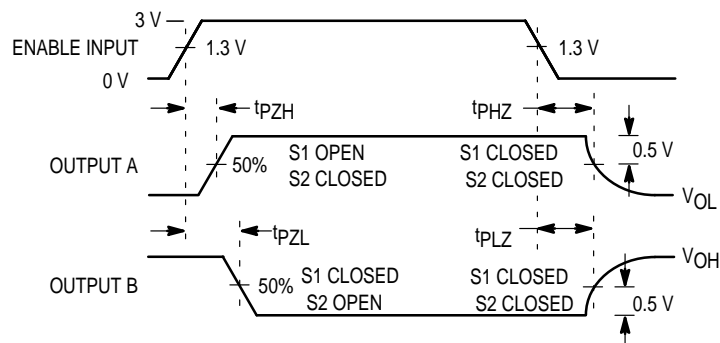 3 V
ENABLE INPUT
1.3 V
1.3 V
0 V
tPZH
tPHZ
OUTPUT A
50%
S1 OPEN
S2 CLOSED
S1 CLOSED
S2 CLOSED
0.5 V
VOL
tPZL
tPLZ
VOH
OUTPUT B
50%
S1 CLOSED
S2 OPEN
S1 CLOSED
S2 CLOSED
0.5 V